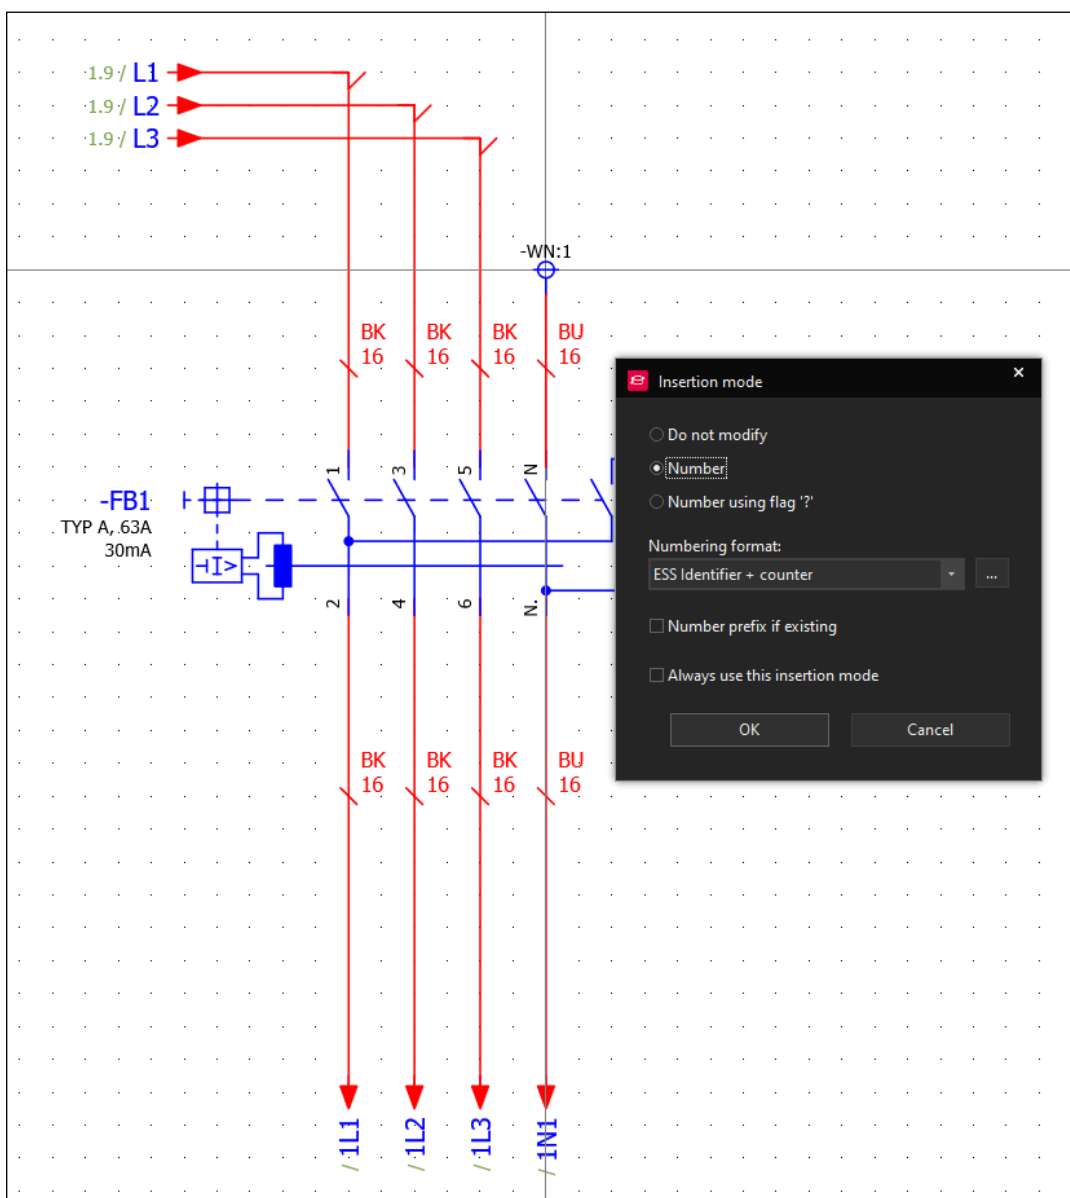 1.9 / L1
1.9 / L2
1.9 / L3
-WN:1
BK BK BK BU
16 16 16 16
Insertion mode
Do not modify
Number
Number using flag '?'
Numbering format:
ESS Identifier + counter
...
Number prefix if existing
Always use this insertion mode
OK Cancel
1 3 5 N
-FB1
TYP A, 63A
30mA
I>
2 4 6 N.
BK BK BK BU
16 16 16 16
/ 1L1
/ 1L2
/ 1L3
/ 1N1